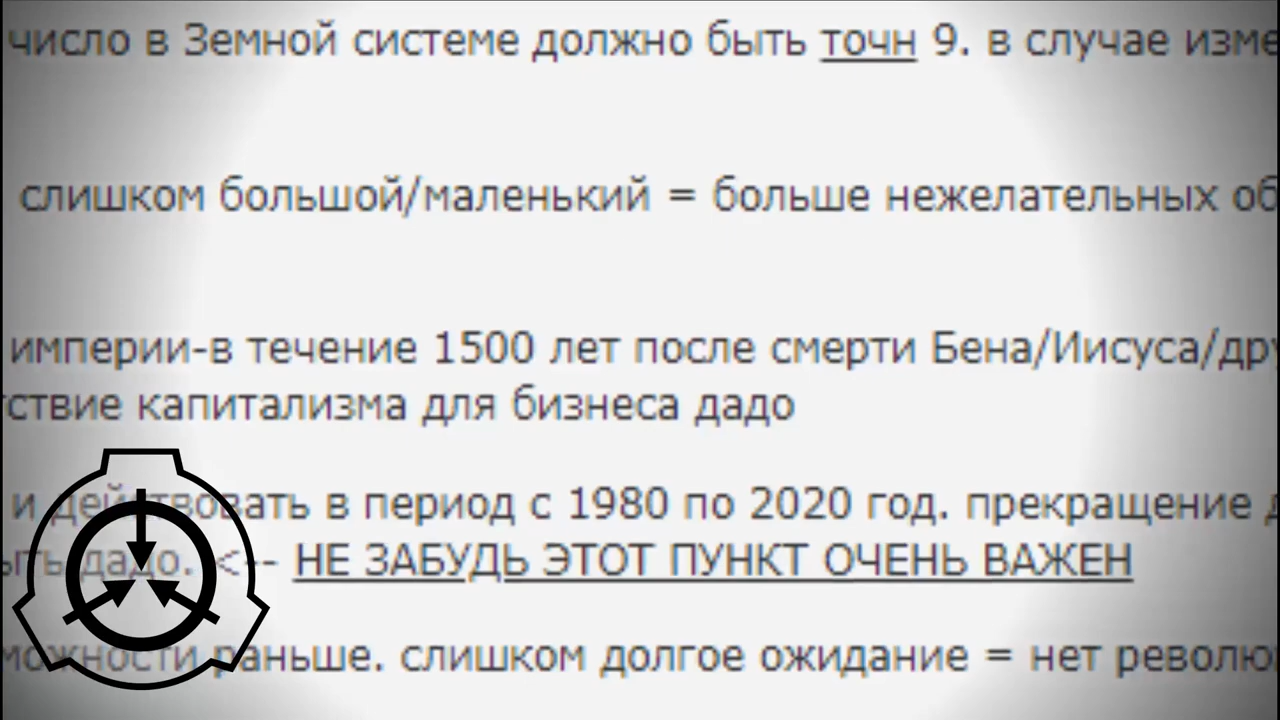 число в Земной системе должно быть точн 9. в случае изме
слишком большой/маленький = больше нежелательных об
империи-в течение 1500 лет после смерти Бена/Иисуса/дру
ствие капитализма для бизнеса дадо
и действовать в период с 1980 по 2020 год. прекращение д
дадо. <-- НЕ ЗАБУДЬ ЭТОТ ПУНКТ ОЧЕНЬ ВАЖЕН
можности раньше. слишком долгое ожидание = нет револю